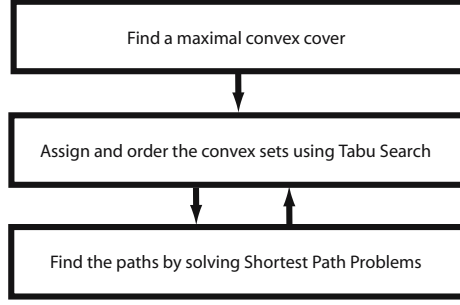 Find a maximal convex cover
Assign and order the convex sets using Tabu Search
Find the paths by solving Shortest Path Problems